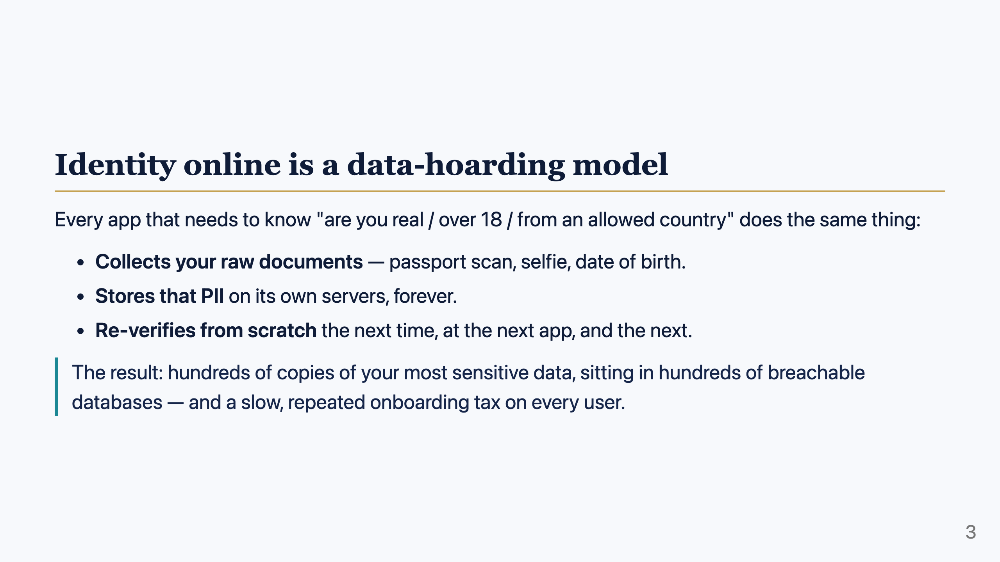 Identity online is a data-hoarding model
Every app that needs to know "are you real / over 18 / from an allowed country" does the same thing:
• Collects your raw documents — passport scan, selfie, date of birth.
• Stores that PII on its own servers, forever.
• Re-verifies from scratch the next time, at the next app, and the next.
The result: hundreds of copies of your most sensitive data, sitting in hundreds of breachable
databases — and a slow, repeated onboarding tax on every user.
3